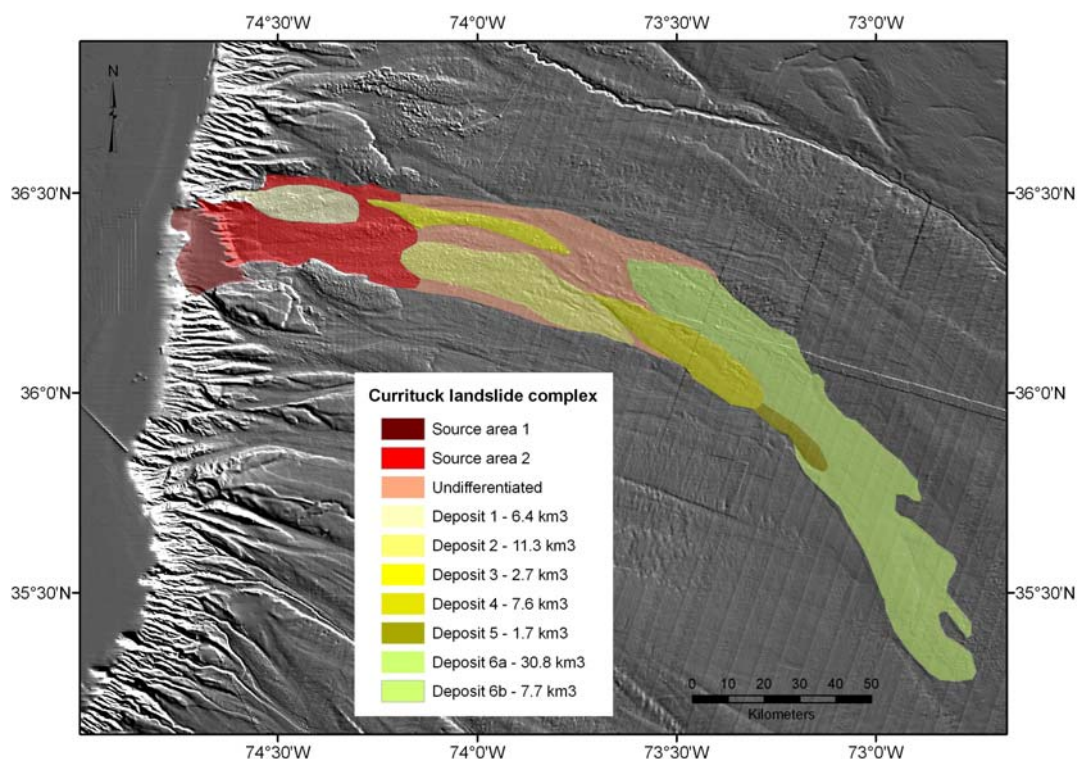 74°30'W 74°0'W 73°30'W 73°0'W
N
36°30'N 36°30'N
36°0'N 36°0'N
Currituck landslide complex
Source area 1
Source area 2
Undifferentiated
Deposit 1 - 6.4 km3
Deposit 2 - 11.3 km3
Deposit 3 - 2.7 km3
Deposit 4 - 7.6 km3
Deposit 5 - 1.7 km3
Deposit 6a - 30.8 km3
Deposit 6b - 7.7 km3
35°30'N 35°30'N
0 10 20 30 40 50
Kilometers
74°30'W 74°0'W 73°30'W 73°0'W